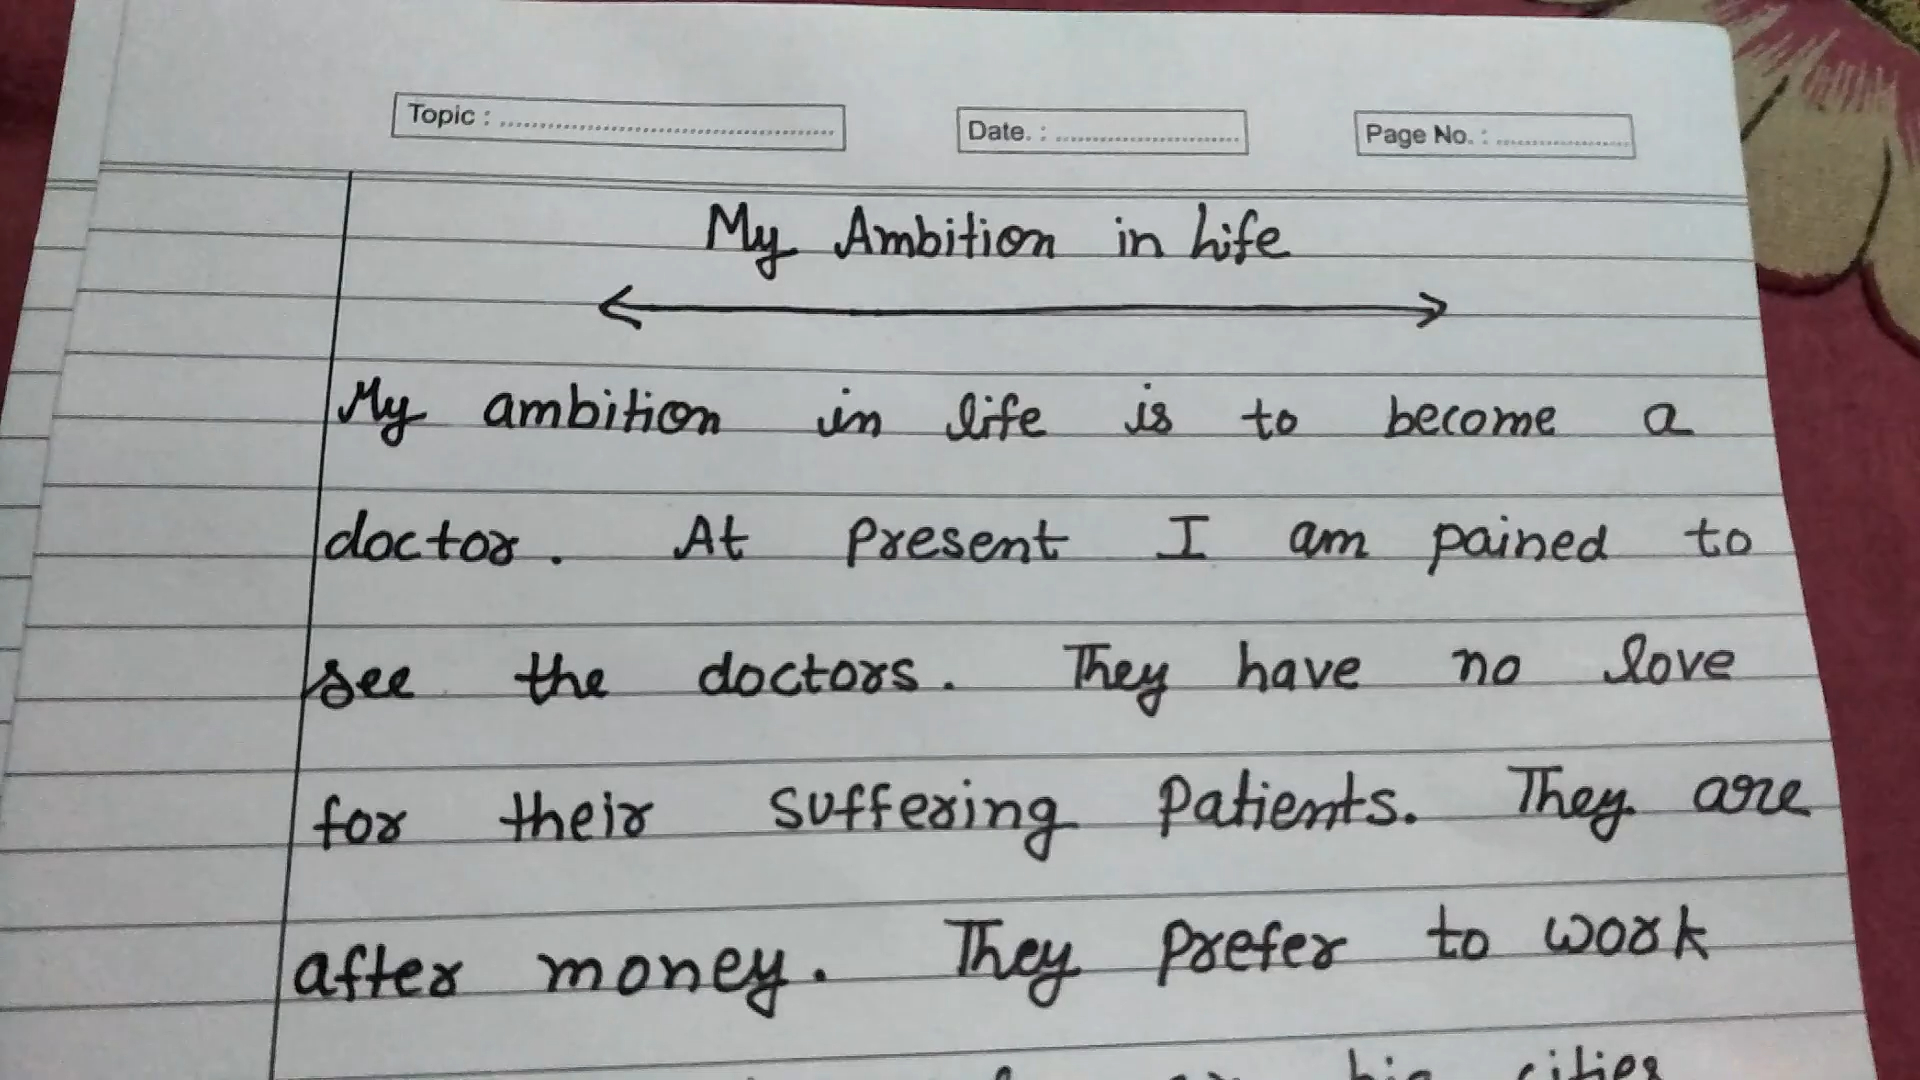 Topic : ........................................
Date. : ........................
Page No. : ..................
My Ambition in Life
My ambition in life is to become a
doctor. At present I am pained to
see the doctors. They have no love
for their suffering patients. They are
after money. They prefer to work
big cities